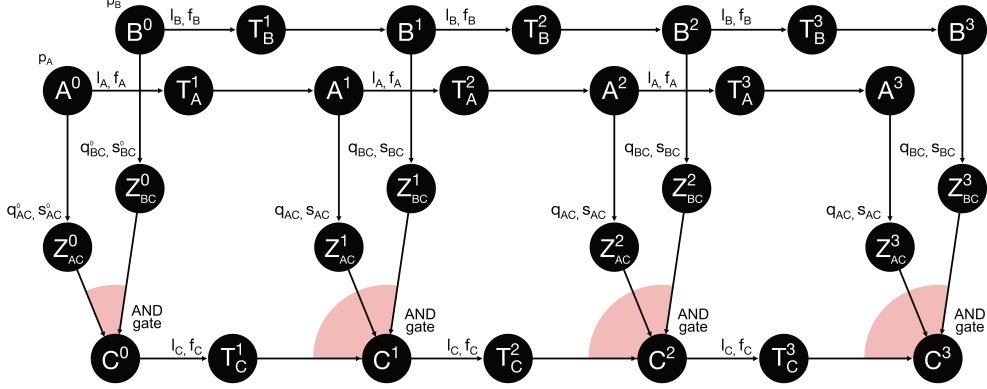 p_B
B^0 l_B, f_B T_B^1 B^1 l_B, f_B T_B^2 B^2 l_B, f_B T_B^3 B^3
p_A
A^0 l_A, f_A T_A^1 A^1 l_A, f_A T_A^2 A^2 l_A, f_A T_A^3 A^3
q_BC^0, s_BC^0 q_BC, s_BC q_BC, s_BC q_BC, s_BC
Z_BC^0 Z_BC^1 Z_BC^2 Z_BC^3
q_AC^0, s_AC^0 q_AC, s_AC q_AC, s_AC q_AC, s_AC
Z_AC^0 Z_AC^1 Z_AC^2 Z_AC^3
AND AND AND AND
gate gate gate gate
C^0 l_C, f_C T_C^1 C^1 l_C, f_C T_C^2 C^2 l_C, f_C T_C^3 C^3